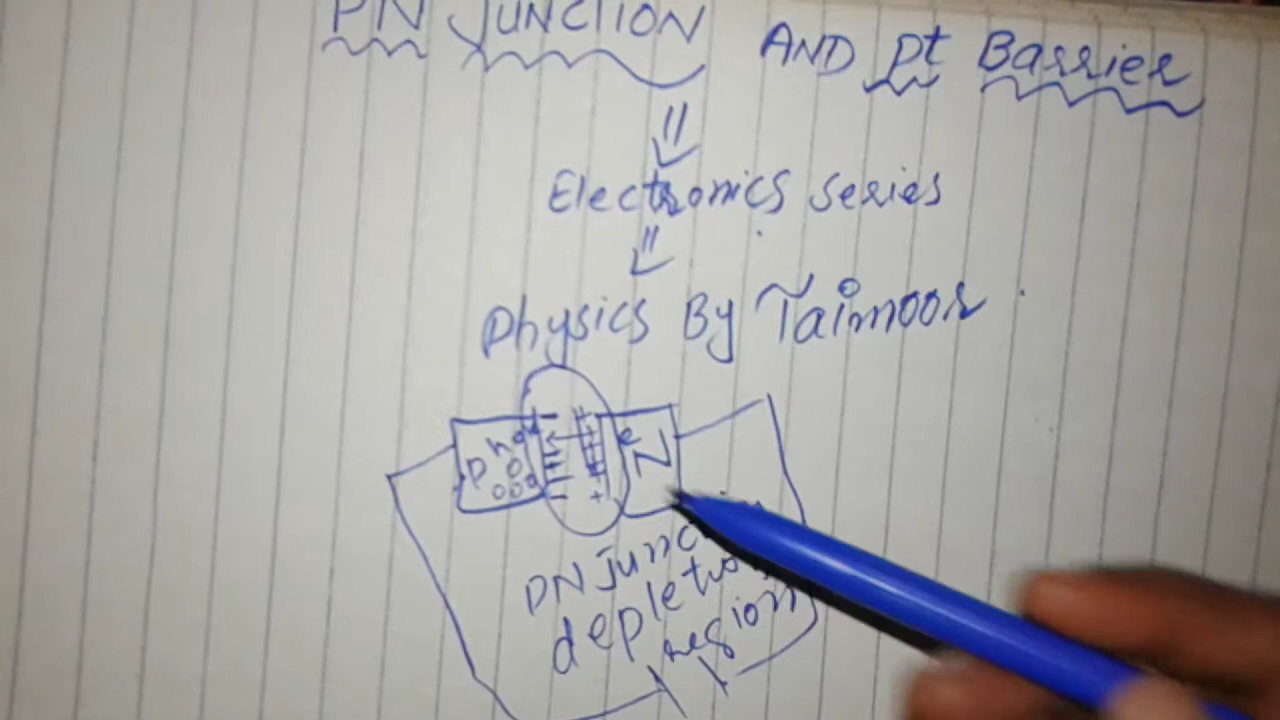 PN JUNCTION AND Pt Barrier
Electronics series
Physics By Taimoor
P
e
N
PN junc
depletion
region